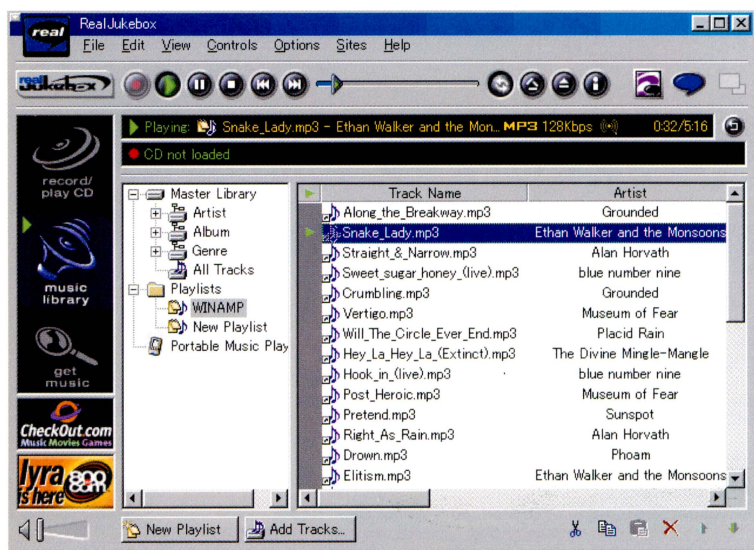 real
RealJukebox
File Edit View Controls Options Sites Help
real Jukebox
Playing: Snake_Lady.mp3 - Ethan Walker and the Mon... MP3 128Kbps 0:32/5:16
CD not loaded
record/
play CD
music
library
get
music
CheckOut.com
Music Movies Games
lyra
is here
800
com
Master Library
Artist
Album
Genre
All Tracks
Playlists
WINAMP
New Playlist
Portable Music Play
Track Name Artist
Along_the_Breakway.mp3 Grounded
Snake_Lady.mp3 Ethan Walker and the Monsoons
Straight_&_Narrow.mp3 Alan Horvath
Sweet_sugar_honey_(live).mp3 blue number nine
Crumbling.mp3 Grounded
Vertigo.mp3 Museum of Fear
Will_The_Circle_Ever_End.mp3 Placid Rain
Hey_La_Hey_La_(Extinct).mp3 The Divine Mingle-Mangle
Hook_in_(live).mp3 blue number nine
Post_Heroic.mp3 Museum of Fear
Pretend.mp3 Sunspot
Right_As_Rain.mp3 Alan Horvath
Drown.mp3 Phoam
Elitism.mp3 Ethan Walker and the Monsoons
New Playlist Add Tracks...